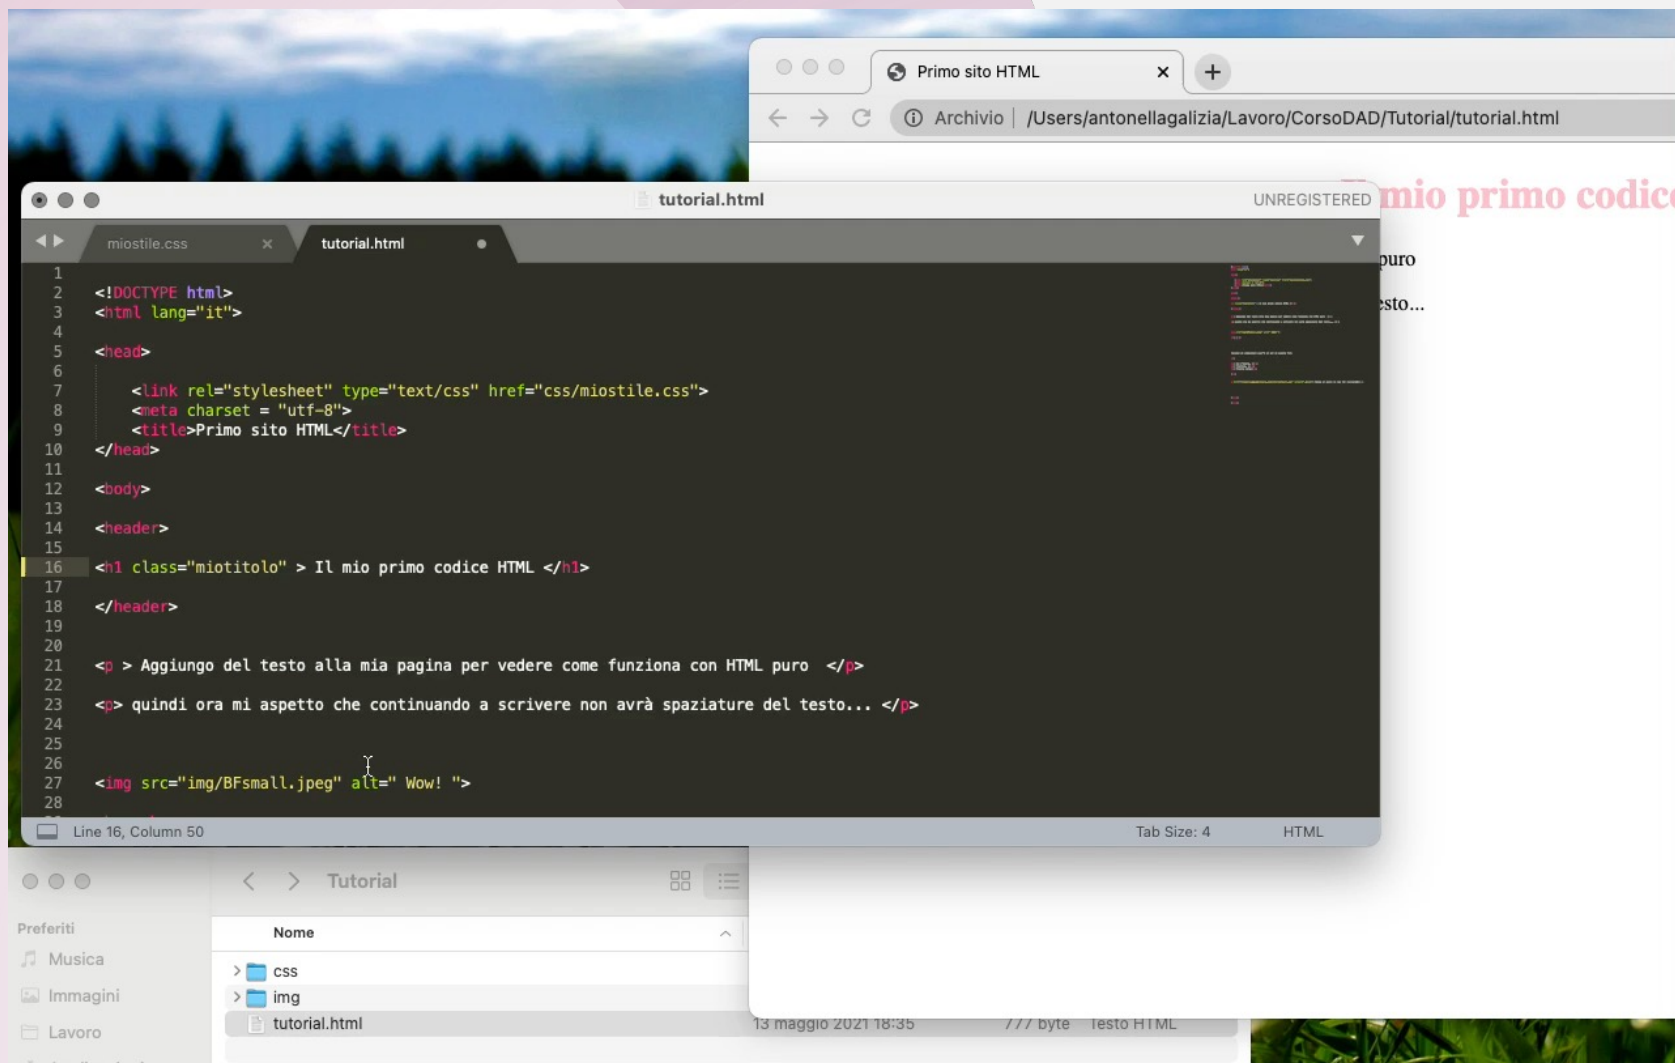 Primo sito HTML
Archivio /Users/antonellagalizia/Lavoro/CorsoDAD/Tutorial/tutorial.html
mio primo codice
puro
esto...
tutorial.html
UNREGISTERED
miostile.css
tutorial.html
1
2 <!DOCTYPE html>
3 <html lang="it">
4
5 <head>
6
7 <link rel="stylesheet" type="text/css" href="css/miostile.css">
8 <meta charset = "utf-8">
9 <title>Primo sito HTML</title>
10 </head>
11
12 <body>
13
14 <header>
15
16 <h1 class="miotitolo" > Il mio primo codice HTML </h1>
17
18 </header>
19
20
21 <p > Aggiungo del testo alla mia pagina per vedere come funziona con HTML puro </p>
22
23 <p> quindi ora mi aspetto che continuando a scrivere non avrà spaziature del testo... </p>
24
25
26
27 <img src="img/BFsmall.jpeg" alt=" Wow! ">
28
Line 16, Column 50
Tab Size: 4
HTML
Tutorial
Preferiti
Musica
Immagini
Lavoro
Nome
css
img
tutorial.html 13 maggio 2021 18:35 777 byte Testo HTML